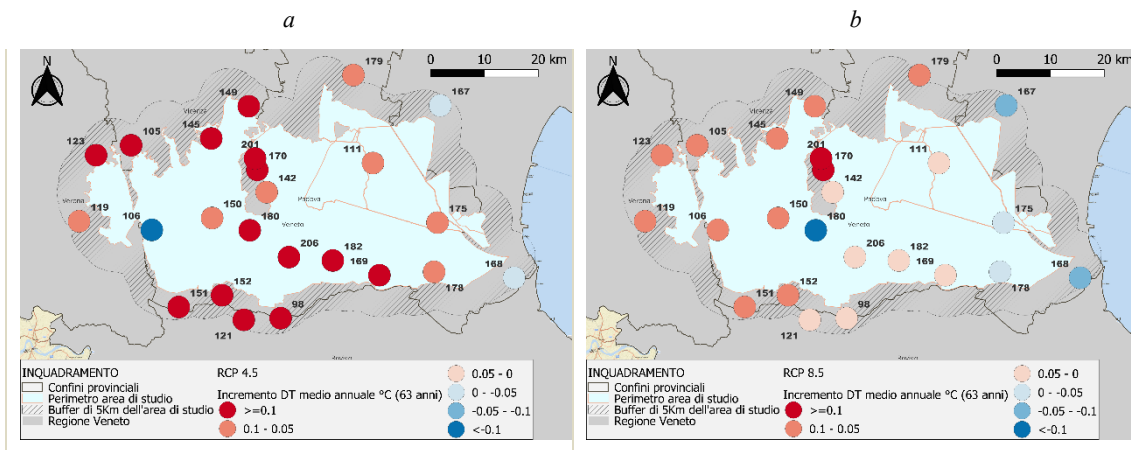 a
b
N
0 10 20 km
179
167
149
145
105
123
201
170
111
142
119
106
150
180
175
206
182
169
168
178
152
151
98
121
Vicenza
Verona
Padova
Veneto
INQUADRAMENTO
Confini provinciali
Perimetro area di studio
Buffer di 5Km dell'area di studio
Regione Veneto
RCP 4.5
Incremento DT medio annuale °C (63 anni)
>=0.1
0.1 - 0.05
0.05 - 0
0 - -0.05
-0.05 - -0.1
<-0.1
N
0 10 20 km
179
167
149
145
105
123
201
170
111
142
119
106
150
180
175
206
182
169
168
178
152
151
98
121
Vicenza
Verona
Padova
Veneto
INQUADRAMENTO
Confini provinciali
Perimetro area di studio
Buffer di 5Km dell'area di studio
Regione Veneto
RCP 8.5
Incremento DT medio annuale °C (63 anni)
>=0.1
0.1 - 0.05
0.05 - 0
0 - -0.05
-0.05 - -0.1
<-0.1